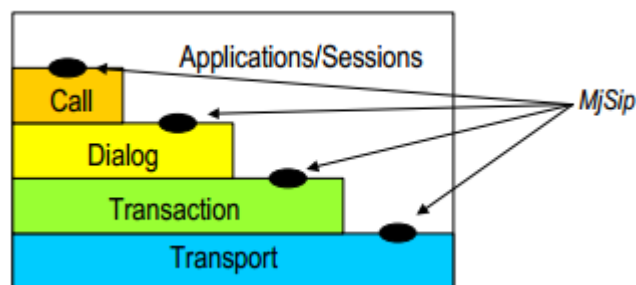 Applications/Sessions
Call
MjSip
Dialog
Transaction
Transport